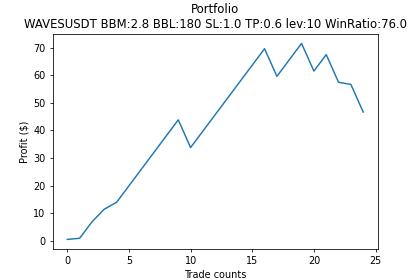 Portfolio
WAVESUSDT BBM:2.8 BBL:180 SL:1.0 TP:0.6 lev:10 WinRatio:76.0
Profit ($)
70
60
50
40
30
20
10
0
0 5 10 15 20 25
Trade counts